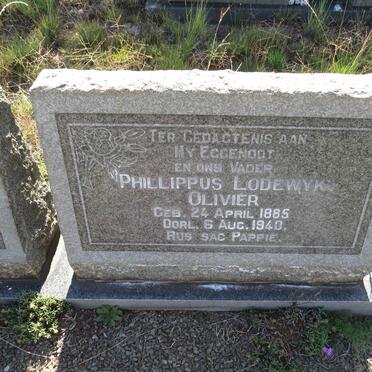 TER GEDACTENIS AAN
MY EGGENOOT
EN ONS VADER
PHILLIPPUS LODEWYK
OLIVIER
GEB. 24 APRIL 1885
OORL. 6 AUG. 1940.
RUS SAG PAPPIE.